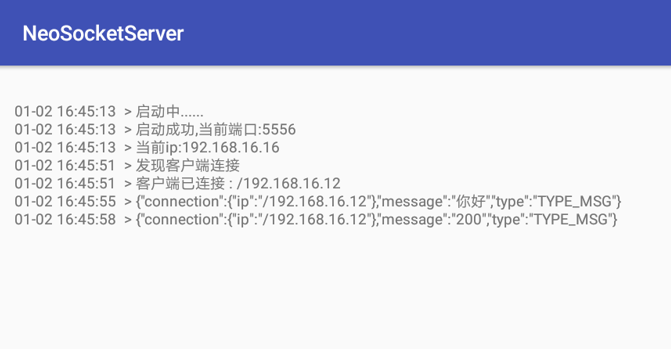 NeoSocketServer
01-02 16:45:13 > 启动中......
01-02 16:45:13 > 启动成功,当前端口:5556
01-02 16:45:13 > 当前ip:192.168.16.16
01-02 16:45:51 > 发现客户端连接
01-02 16:45:51 > 客户端已连接 : /192.168.16.12
01-02 16:45:55 > {"connection":{"ip":"/192.168.16.12"},"message":"你好","type":"TYPE_MSG"}
01-02 16:45:58 > {"connection":{"ip":"/192.168.16.12"},"message":"200","type":"TYPE_MSG"}